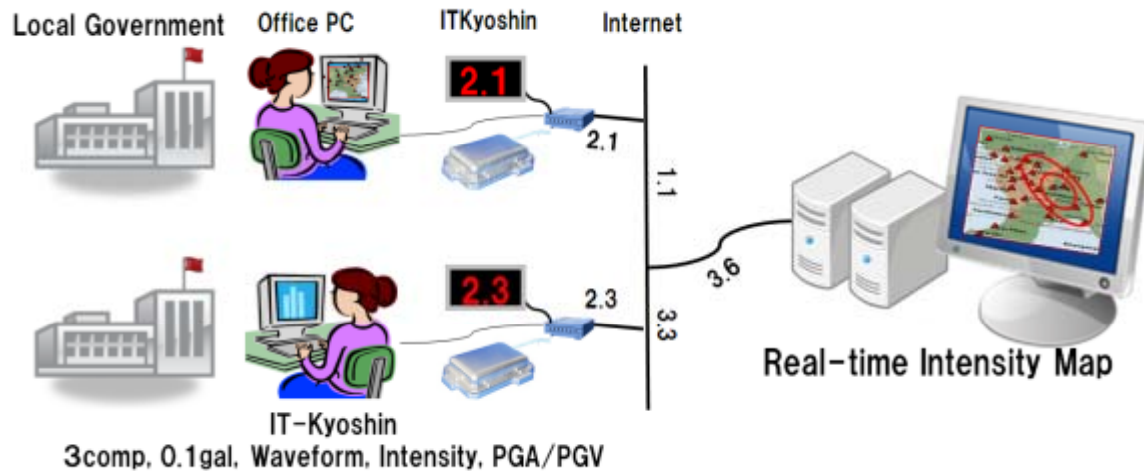 Local Government
Office PC
ITKyoshin
Internet
2.1
2.1
1.1
3.6
2.3
2.3
3.3
Real-time Intensity Map
IT-Kyoshin
3comp, 0.1gal, Waveform, Intensity, PGA/PGV